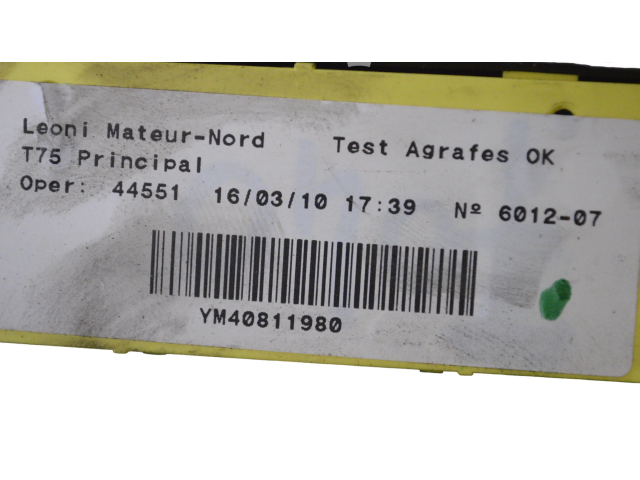 Leoni Mateur-Nord Test Agrafes OK
T75 Principal
Oper: 44551 16/03/10 17:39 Nº 6012-07
YM40811980